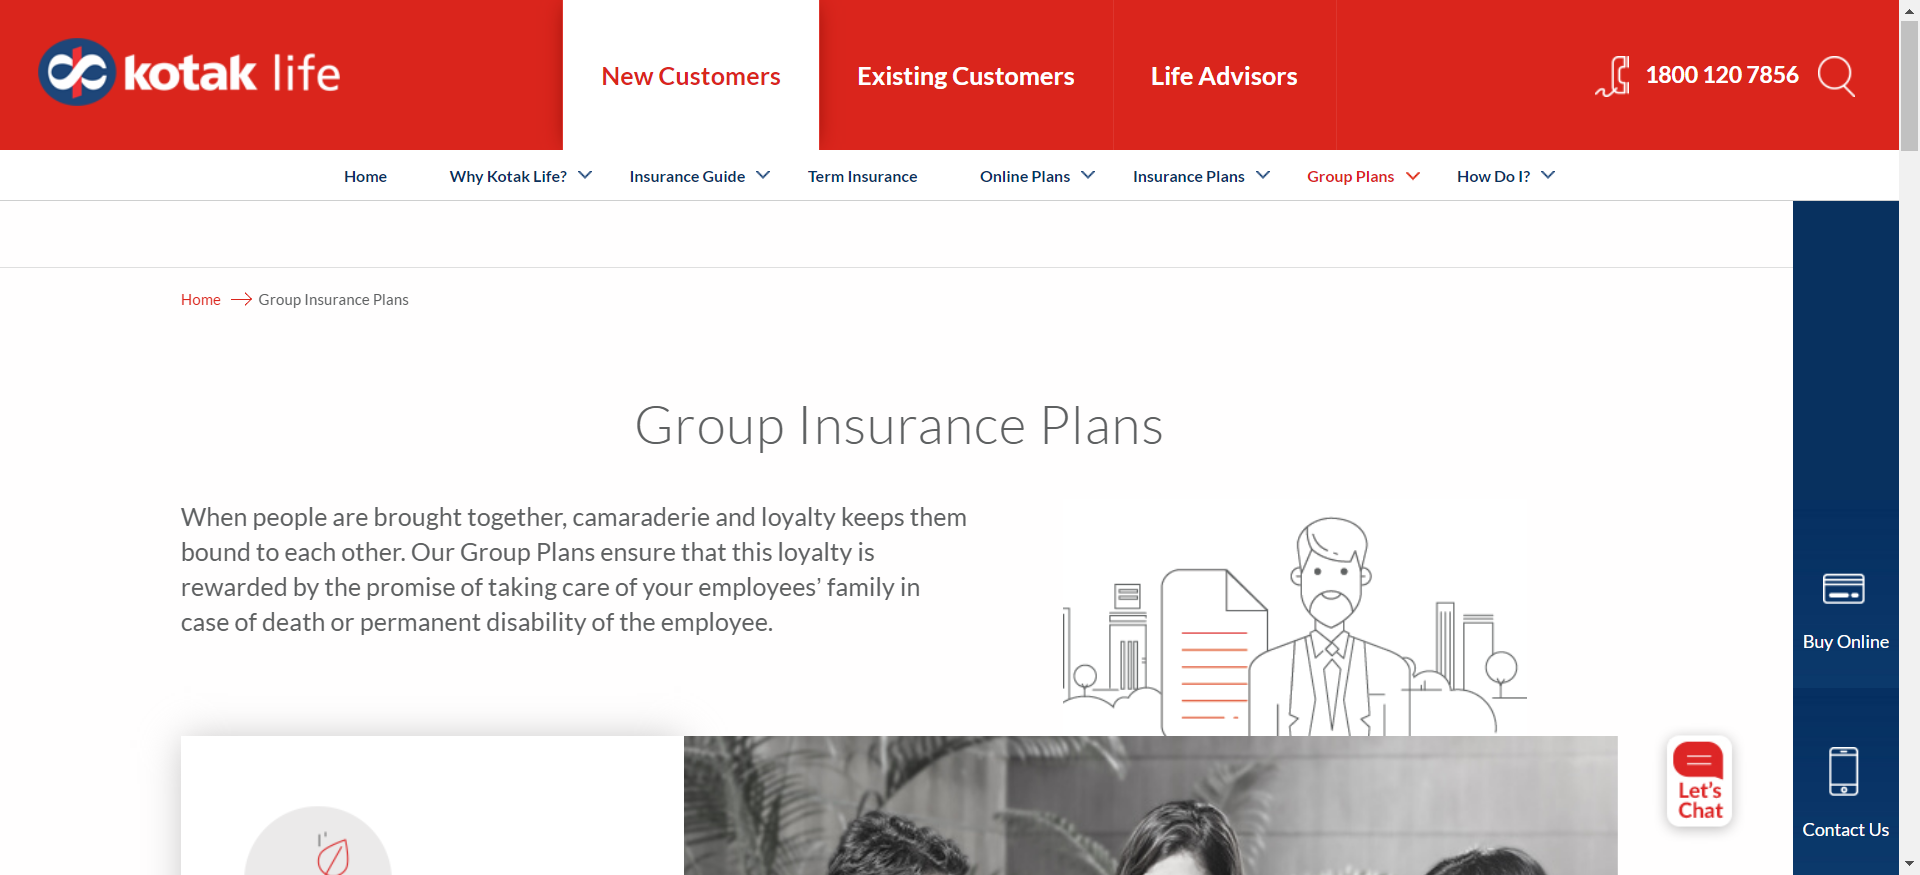 kotak life
New Customers
Existing Customers
Life Advisors
1800 120 7856
Home
Why Kotak Life?
Insurance Guide
Term Insurance
Online Plans
Insurance Plans
Group Plans
How Do I?
Home
Group Insurance Plans
Group Insurance Plans
When people are brought together, camaraderie and loyalty keeps them
bound to each other. Our Group Plans ensure that this loyalty is
rewarded by the promise of taking care of your employees’ family in
case of death or permanent disability of the employee.
Buy Online
Let's
Chat
Contact Us